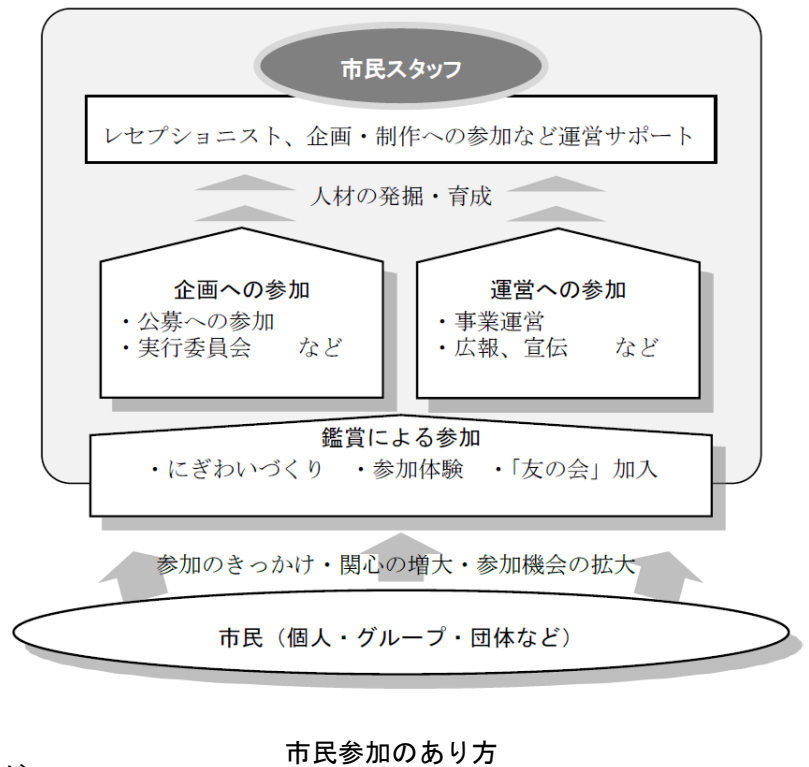 市民スタッフ
レセプショニスト、企画・制作への参加など運営サポート
人材の発掘・育成
企画への参加
・公募への参加
・実行委員会　　など
運営への参加
・事業運営
・広報、宣伝　　など
鑑賞による参加
・にぎわいづくり　・参加体験　・「友の会」加入
参加のきっかけ・関心の増大・参加機会の拡大
市民（個人・グループ・団体など）
市民参加のあり方